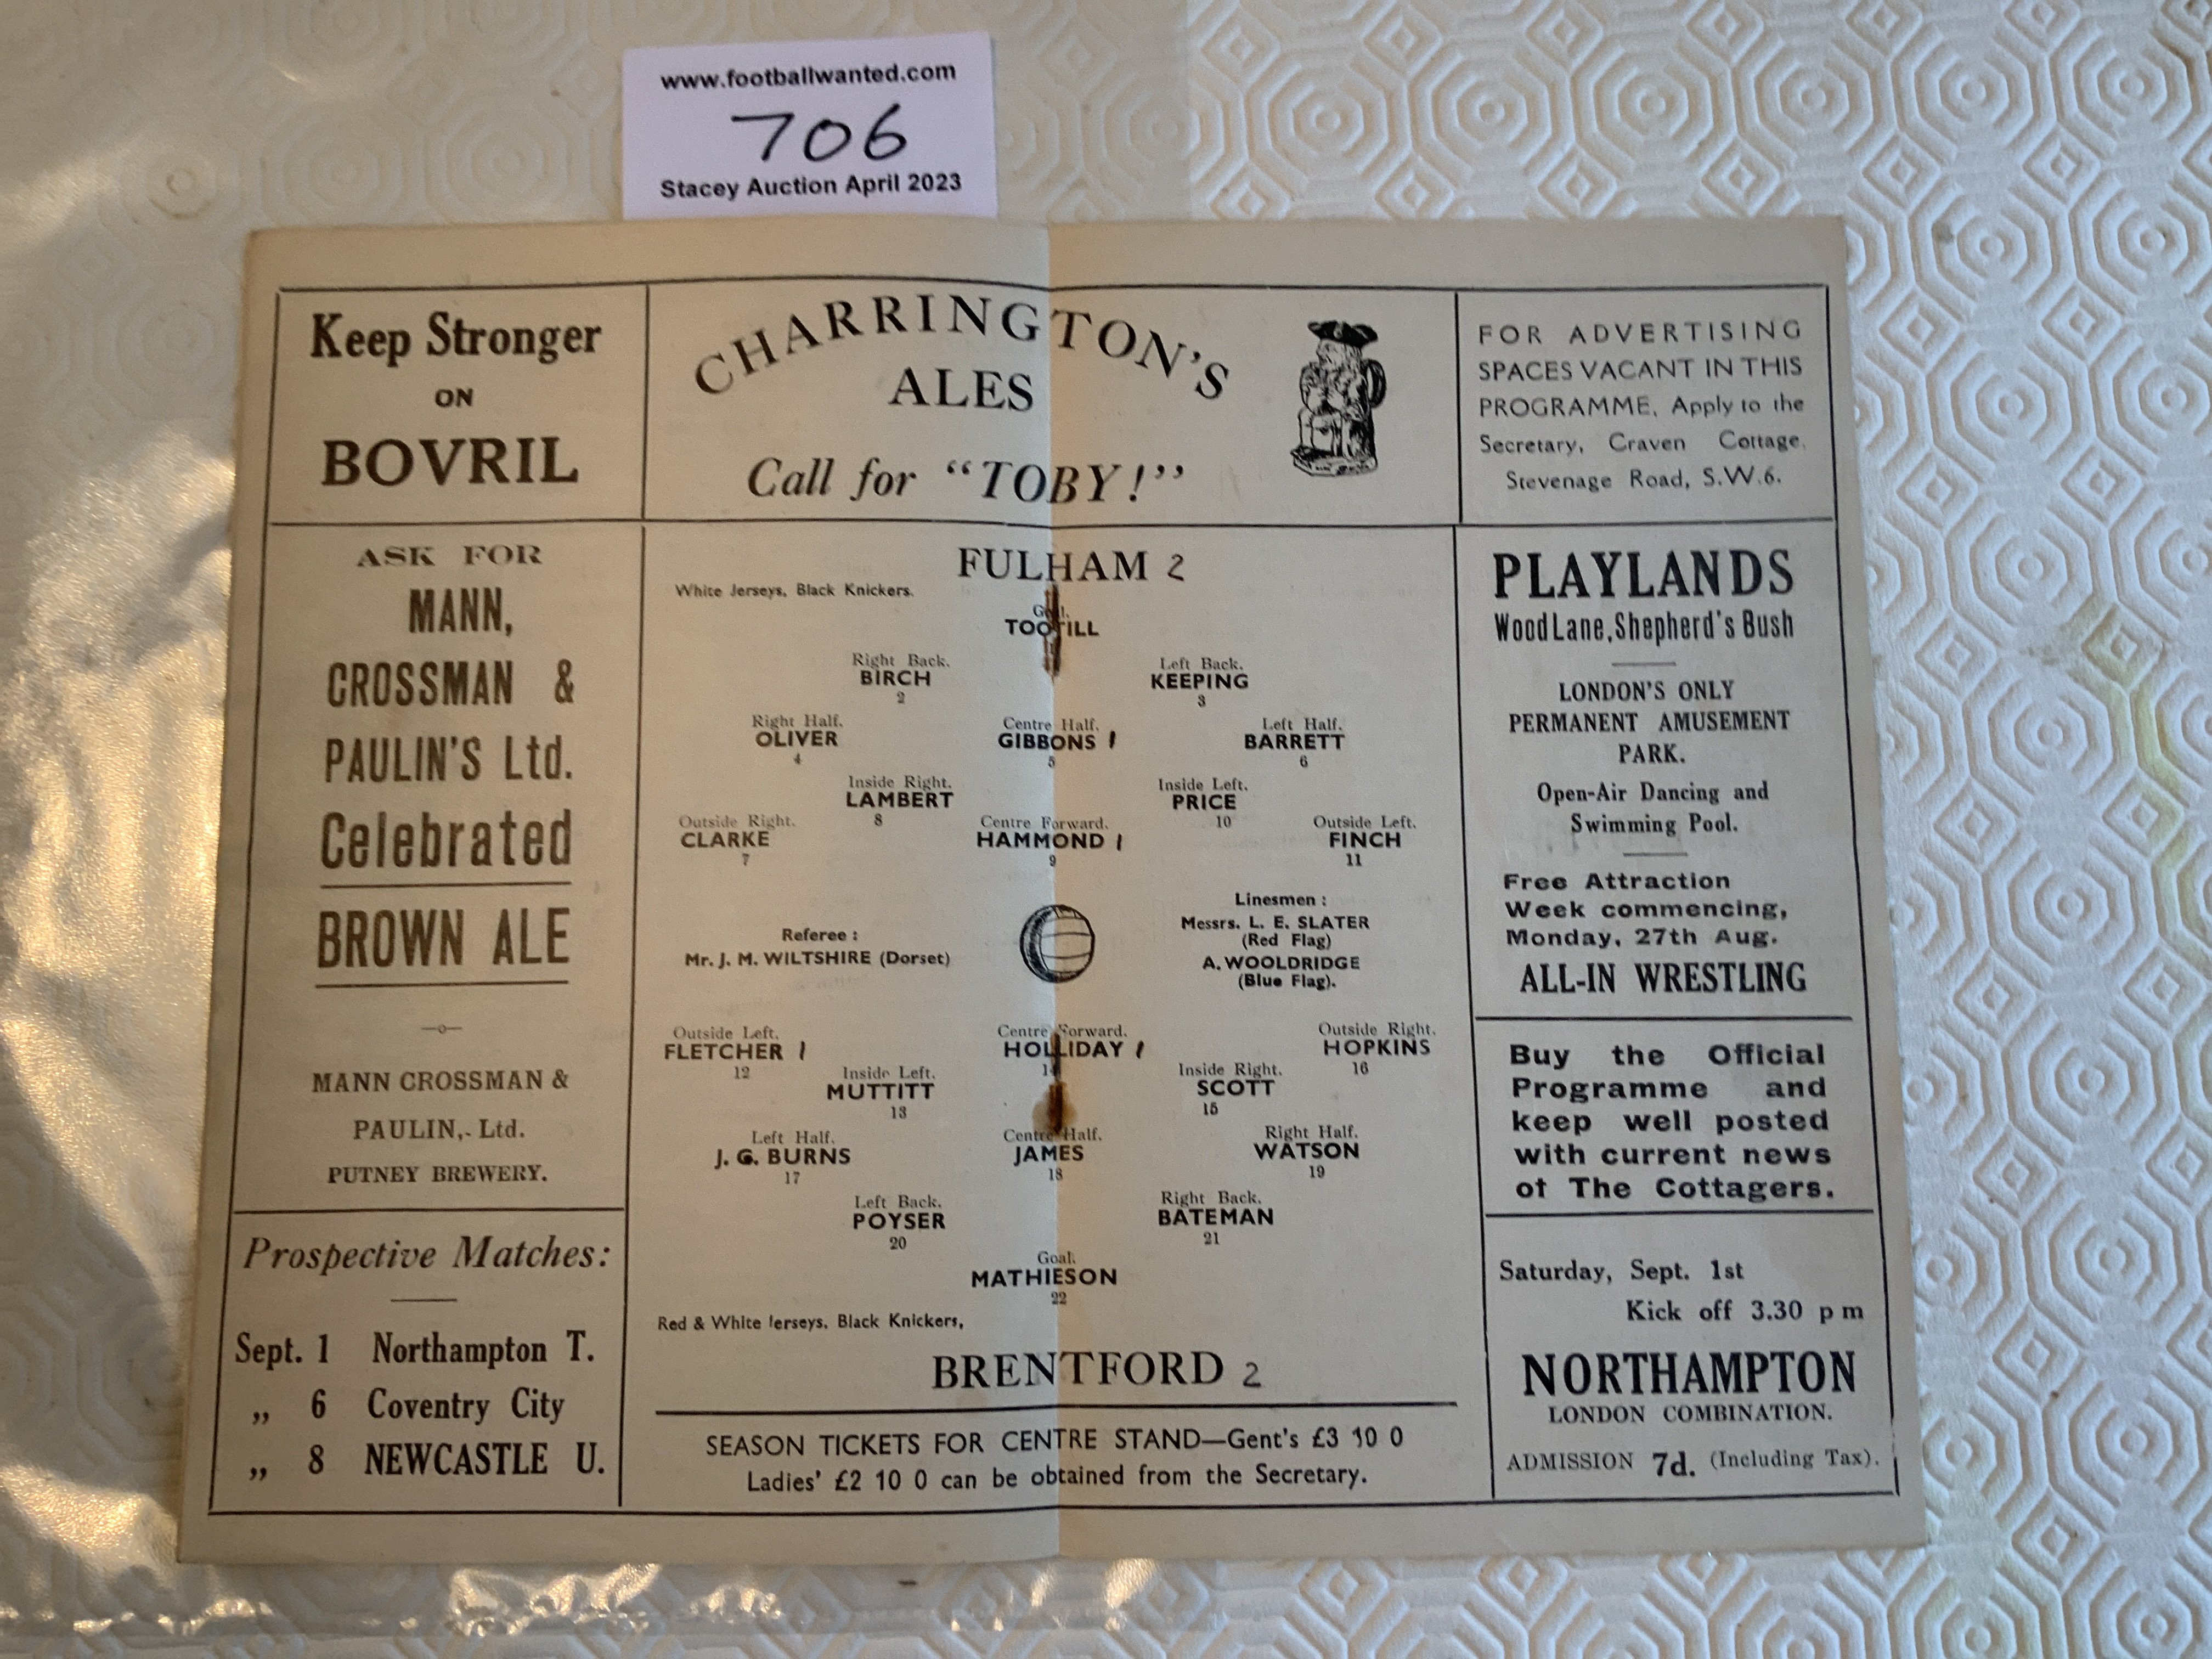 www.footballwanted.com
706
Stacey Auction April 2023
Keep Stronger
ON
BOVRIL
CHARRINGTON'S
ALES
Call for "TOBY!"
FOR ADVERTISING
SPACES VACANT IN THIS
PROGRAMME, Apply to the
Secretary, Craven Cottage,
Stevenage Road, S.W.6.
ASK FOR
MANN,
CROSSMAN &
PAULIN'S Ltd.
Celebrated
BROWN ALE
MANN CROSSMAN &
PAULIN,. Ltd.
PUTNEY BREWERY.
Prospective Matches:
Sept. 1 Northampton T.
„ 6 Coventry City
„ 8 NEWCASTLE U.
FULHAM 2
White Jerseys, Black Knickers.
Goal.
TOOTILL
1
Right Back. Left Back.
BIRCH KEEPING
2 3
Right Half. Centre Half. Left Half.
OLIVER GIBBONS 1 BARRETT
4 5 6
Inside Right. Inside Left.
LAMBERT PRICE
8 10
Outside Right. Centre Forward. Outside Left.
CLARKE HAMMOND 1 FINCH
7 9 11
Referee :
Mr. J. M. WILTSHIRE (Dorset)
Linesmen :
Messrs. L. E. SLATER
(Red Flag)
A. WOOLDRIDGE
(Blue Flag).
Outside Left. Centre Forward. Outside Right.
FLETCHER 1 HOLLIDAY 1 HOPKINS
12 14 16
Inside Left. Inside Right.
MUTTITT SCOTT
13 15
Left Half. Centre Half. Right Half.
J. G. BURNS JAMES WATSON
17 18 19
Left Back. Right Back.
POYSER BATEMAN
20 21
Goal.
MATHIESON
22
Red & White Jerseys, Black Knickers,
BRENTFORD 2
SEASON TICKETS FOR CENTRE STAND—Gent's £3 10 0
Ladies' £2 10 0 can be obtained from the Secretary.
PLAYLANDS
Wood Lane, Shepherd's Bush
LONDON'S ONLY
PERMANENT AMUSEMENT
PARK.
Open-Air Dancing and
Swimming Pool.
Free Attraction
Week commencing,
Monday, 27th Aug.
ALL-IN WRESTLING
Buy the Official
Programme and
keep well posted
with current news
of The Cottagers.
Saturday, Sept. 1st
Kick off 3.30 p m
NORTHAMPTON
LONDON COMBINATION.
ADMISSION 7d. (Including Tax).